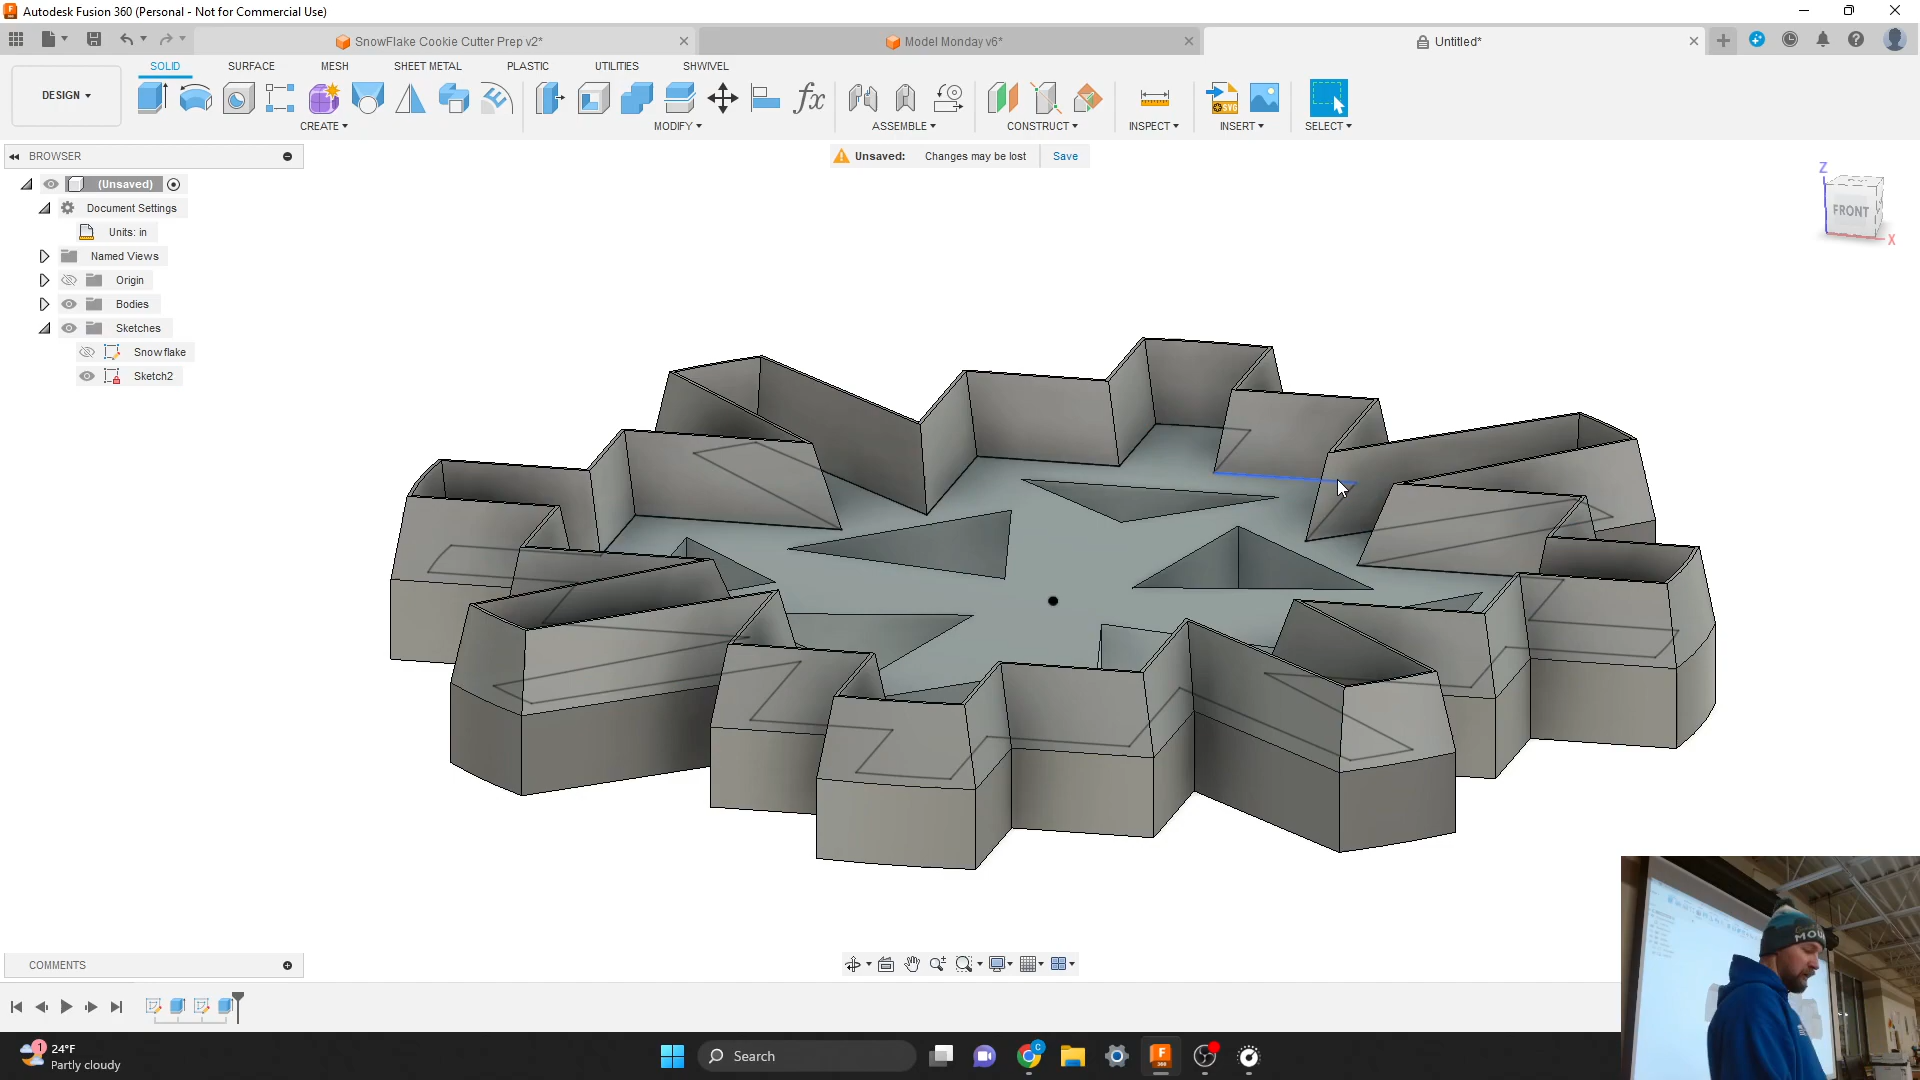 Autodesk Fusion 360 (Personal - Not for Commercial Use)
SnowFlake Cookie Cutter Prep v2*
Model Monday v6*
Untitled*
DESIGN
SOLID
SURFACE
MESH
SHEET METAL
PLASTIC
UTILITIES
SHWIVEL
CREATE
MODIFY
ASSEMBLE
CONSTRUCT
INSPECT
INSERT
SELECT
BROWSER
Unsaved: Changes may be lost Save
(Unsaved)
Document Settings
Units: in
Named Views
Origin
Bodies
Sketches
Snowflake
Sketch2
Z
FRONT
X
COMMENTS
1
24°F
Partly cloudy
Search